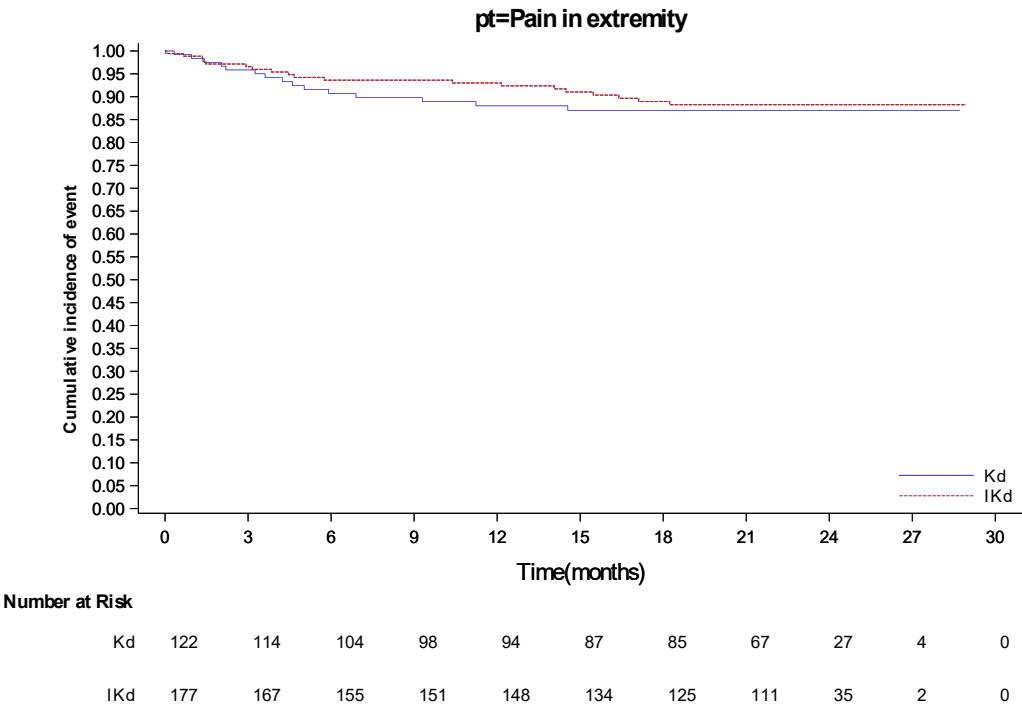 pt=Pain in extremity
Cumulative incidence of event
1.00
0.95
0.90
0.85
0.80
0.75
0.70
0.65
0.60
0.55
0.50
0.45
0.40
0.35
0.30
0.25
0.20
0.15
0.10
0.05
0.00
Kd
IKd
0 3 6 9 12 15 18 21 24 27 30
Time(months)
Number at Risk
Kd 122 114 104 98 94 87 85 67 27 4 0
IKd 177 167 155 151 148 134 125 111 35 2 0